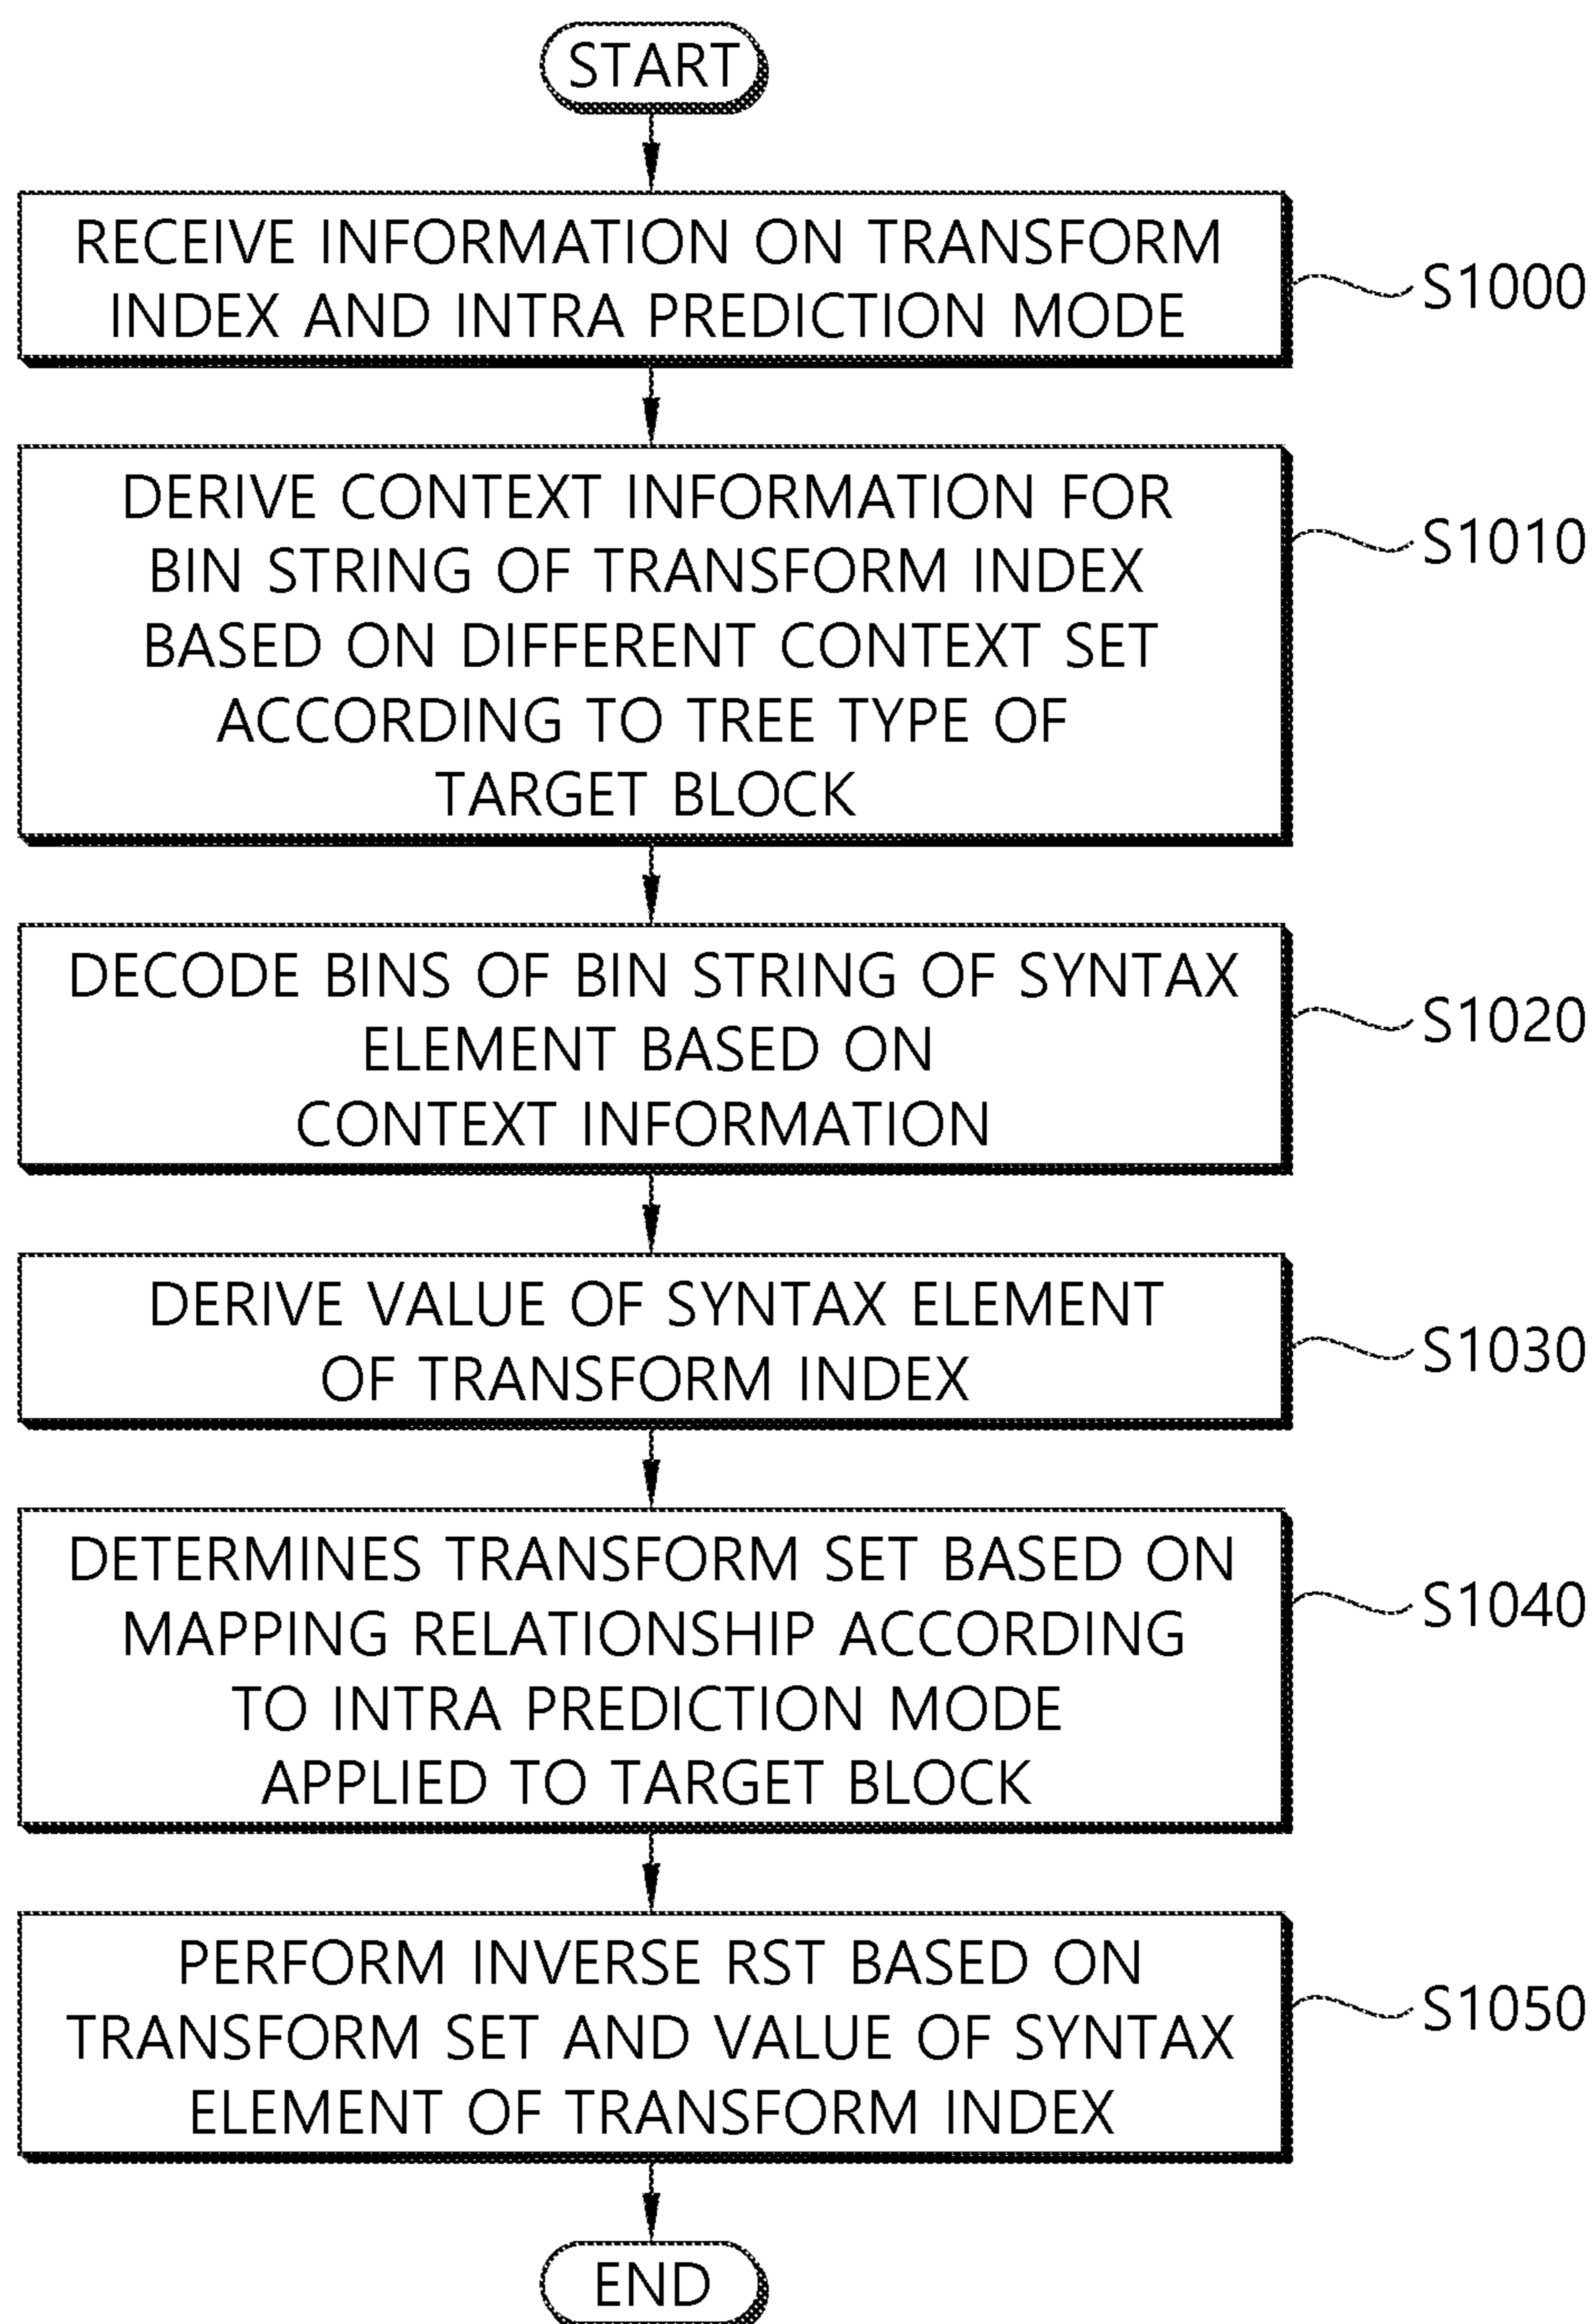 START
RECEIVE INFORMATION ON TRANSFORM
INDEX AND INTRA PREDICTION MODE
S1000
DERIVE CONTEXT INFORMATION FOR
BIN STRING OF TRANSFORM INDEX
BASED ON DIFFERENT CONTEXT SET
ACCORDING TO TREE TYPE OF
TARGET BLOCK
S1010
DECODE BINS OF BIN STRING OF SYNTAX
ELEMENT BASED ON
CONTEXT INFORMATION
S1020
DERIVE VALUE OF SYNTAX ELEMENT
OF TRANSFORM INDEX
S1030
DETERMINES TRANSFORM SET BASED ON
MAPPING RELATIONSHIP ACCORDING
TO INTRA PREDICTION MODE
APPLIED TO TARGET BLOCK
S1040
PERFORM INVERSE RST BASED ON
TRANSFORM SET AND VALUE OF SYNTAX
ELEMENT OF TRANSFORM INDEX
S1050
END